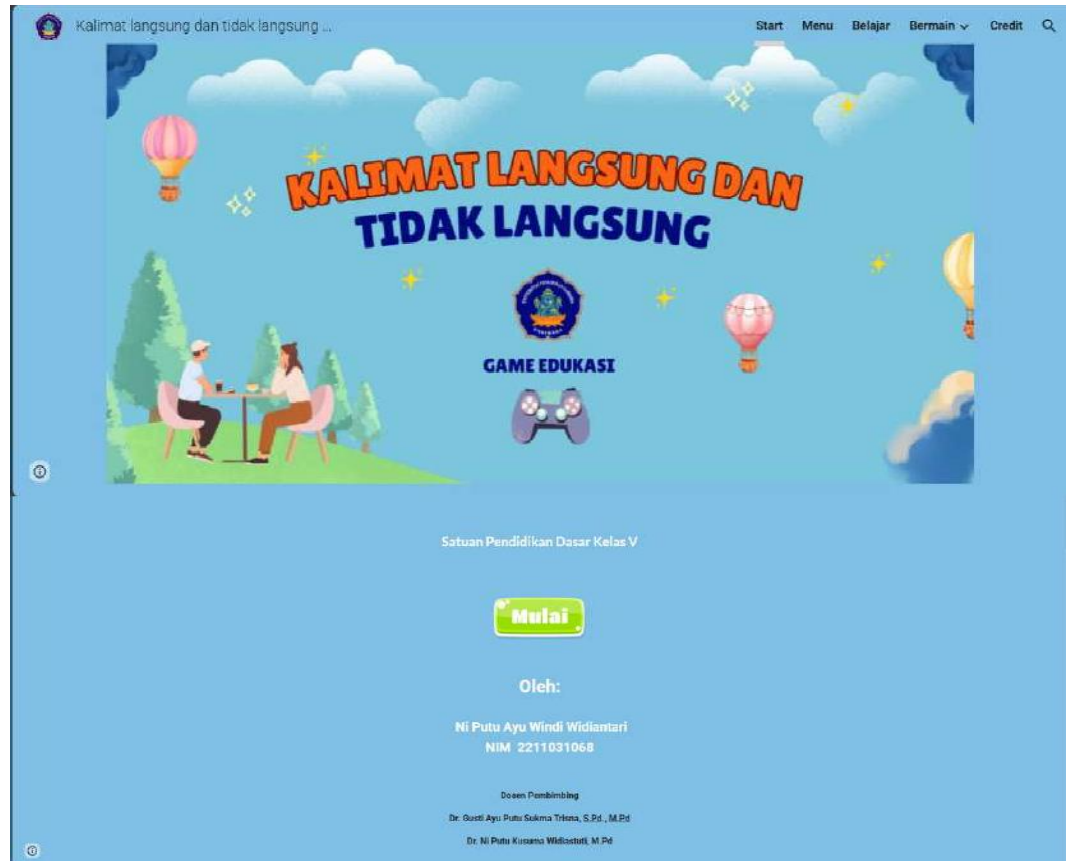 Kalimat langsung dan tidak langsung ...
Start Menu Belajar Bermain Credit
KALIMAT LANGSUNG DAN
TIDAK LANGSUNG
GAME EDUKASI
Satuan Pendidikan Dasar Kelas V
Mulai
Oleh:
Ni Putu Ayu Windi Widiantari
NIM 2211031068
Dosen Pembimbing
Dr. Gusti Ayu Putu Sukma Trisna, S.Pd., M.Pd
Dr. Ni Putu Kusuma Widiastuti, M.Pd